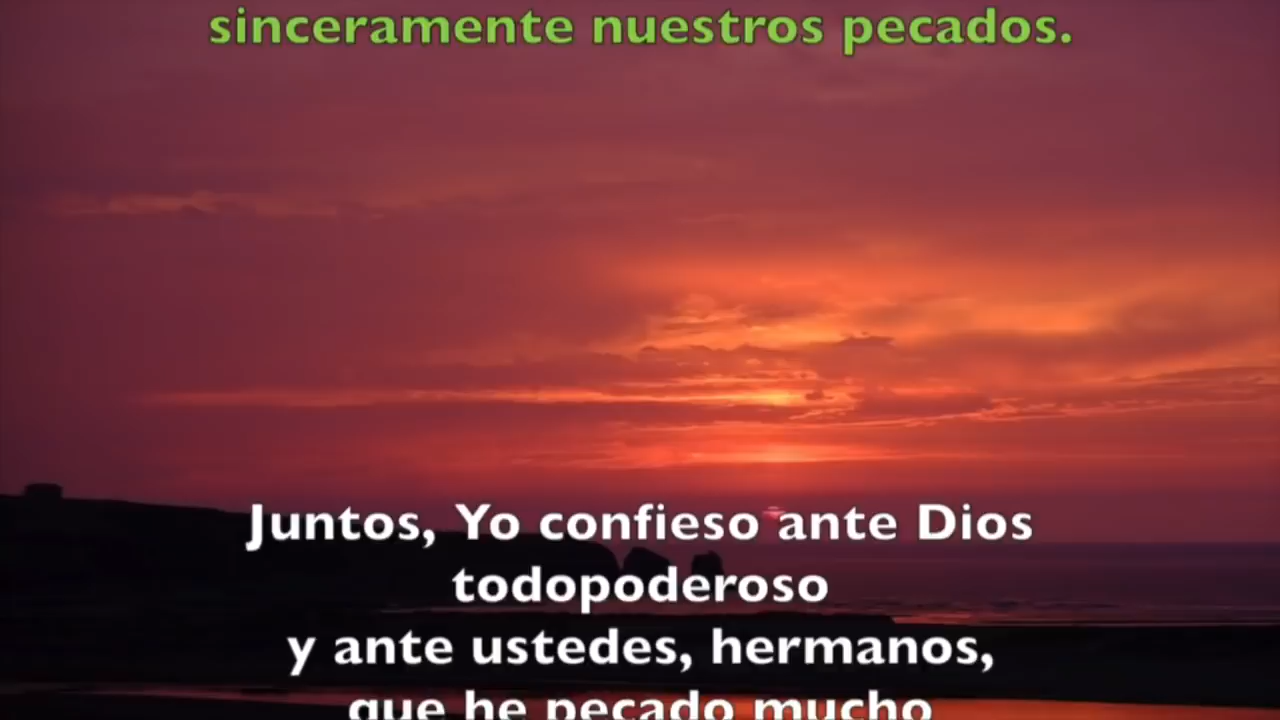 sinceramente nuestros pecados.
Juntos, Yo confieso ante Dios
todopoderoso
y ante ustedes, hermanos,
que he pecado mucho